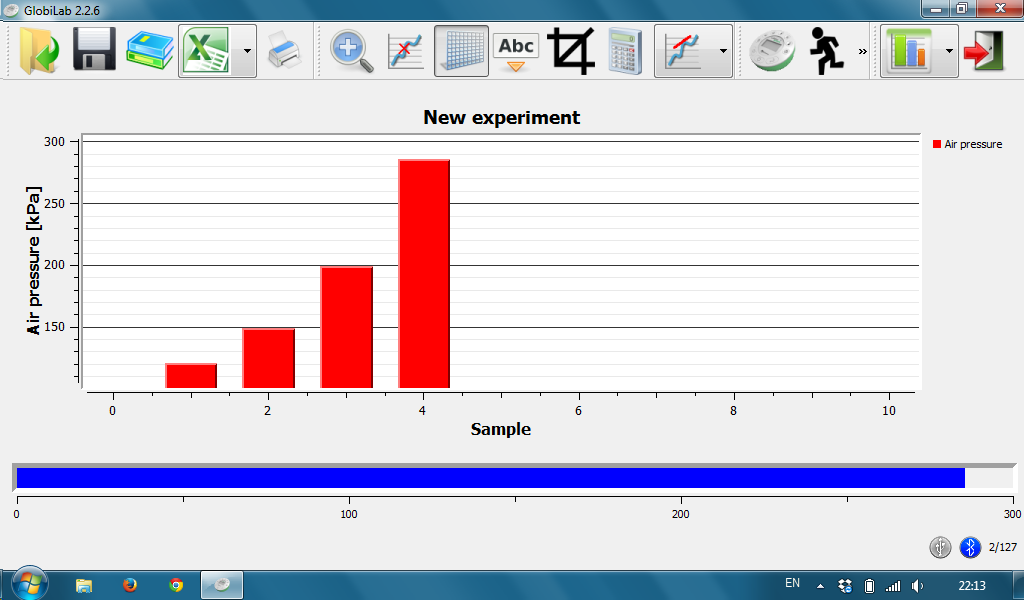 GlobiLab 2.2.6
Abc
»
New experiment
300
250
200
150
Air pressure [kPa]
Air pressure
0 2 4 6 8 10
Sample
0 100 200 300
2/127
EN
22:13